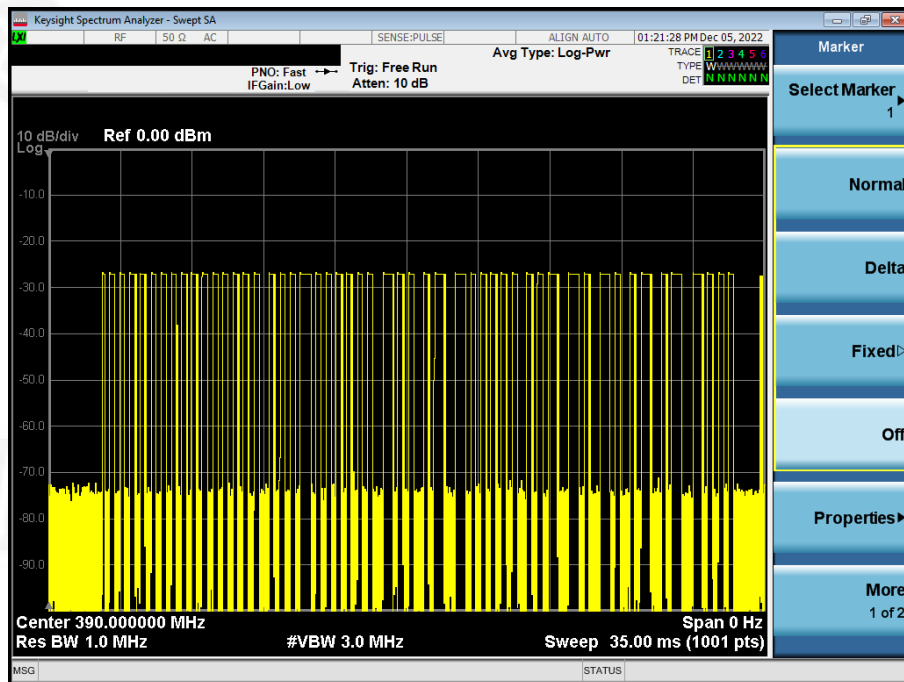 Keysight Spectrum Analyzer - Swept SA
LXI RF 50 Ω AC SENSE:PULSE ALIGN AUTO 01:21:28 PM Dec 05, 2022
PNO: Fast
IFGain:Low
Trig: Free Run
Atten: 10 dB
Avg Type: Log-Pwr
TRACE 1 2 3 4 5 6
TYPE WWWWWW
DET N N N N N N
10 dB/div
Log
Ref 0.00 dBm
-10.0
-20.0
-30.0
-40.0
-50.0
-60.0
-70.0
-80.0
-90.0
Center 390.000000 MHz
Span 0 Hz
Res BW 1.0 MHz
#VBW 3.0 MHz
Sweep 35.00 ms (1001 pts)
MSG
STATUS
Marker
Select Marker
1
Normal
Delta
Fixed
Off
Properties
More
1 of 2